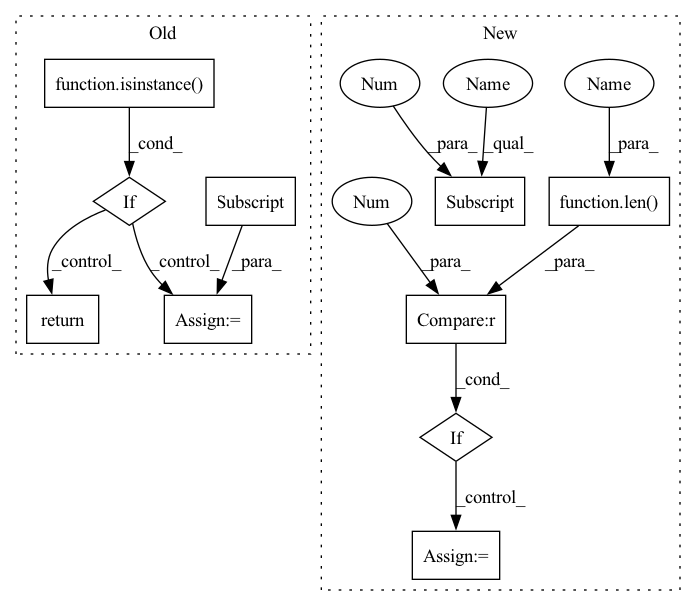 Old
New
function.isinstance()
Num
Name
Name
_cond_
_para_
_qual_
_para_
If
Subscript
Num
Subscript
function.len()
_control_
_control_
_para_
_para_
_para_
return
Assign:=
Compare:r
_cond_
If
_control_
Assign:=